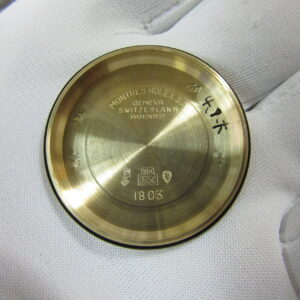 MONTRES ROLEX S.A.
GENEVA
SWITZERLAND
PATENTED
1803